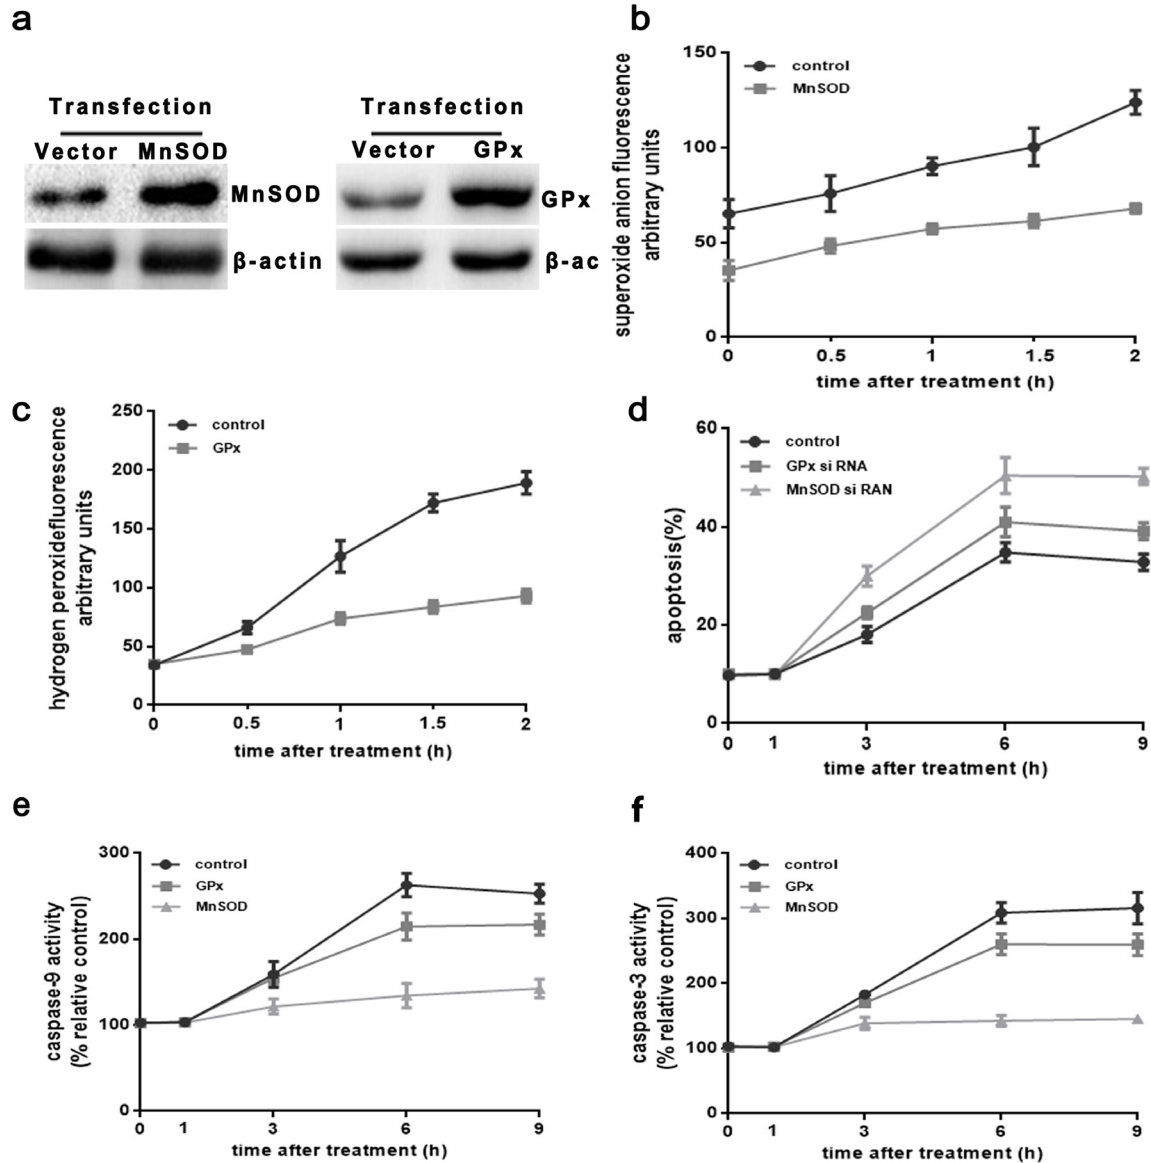 a
Transfection
Vector MnSOD
MnSOD
β-actin
Transfection
Vector GPx
GPx
β-ac
b
superoxide anion fluorescence
arbitrary units
150
100
50
0
control
MnSOD
0 0.5 1 1.5 2
time after treatment (h)
c
hydrogen peroxidefluorescence
arbitrary units
250
200
150
100
50
0
control
GPx
0 0.5 1 1.5 2
time after treatment (h)
d
apoptosis(%)
60
40
20
0
control
GPx si RNA
MnSOD si RAN
0 1 3 6 9
time after treatment (h)
e
caspase-9 activity
(% relative control)
300
200
100
0
control
GPx
MnSOD
0 1 3 6 9
time after treatment (h)
f
caspase-3 activity
(% relative control)
400
300
200
100
0
control
GPx
MnSOD
0 1 3 6 9
time after treatment (h)